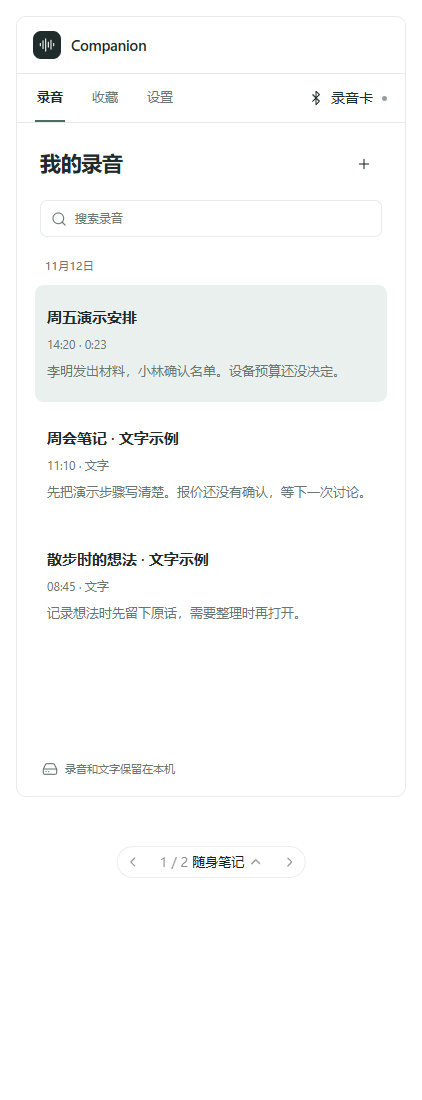 Companion
录音 收藏 设置 录音卡
我的录音
搜索录音
11月12日
周五演示安排
14:20 · 0:23
李明发出材料，小林确认名单。设备预算还没决定。
周会笔记 · 文字示例
11:10 · 文字
先把演示步骤写清楚。报价还没有确认，等下一次讨论。
散步时的想法 · 文字示例
08:45 · 文字
记录想法时先留下原话，需要整理时再打开。
录音和文字保留在本机
1 / 2 随身笔记